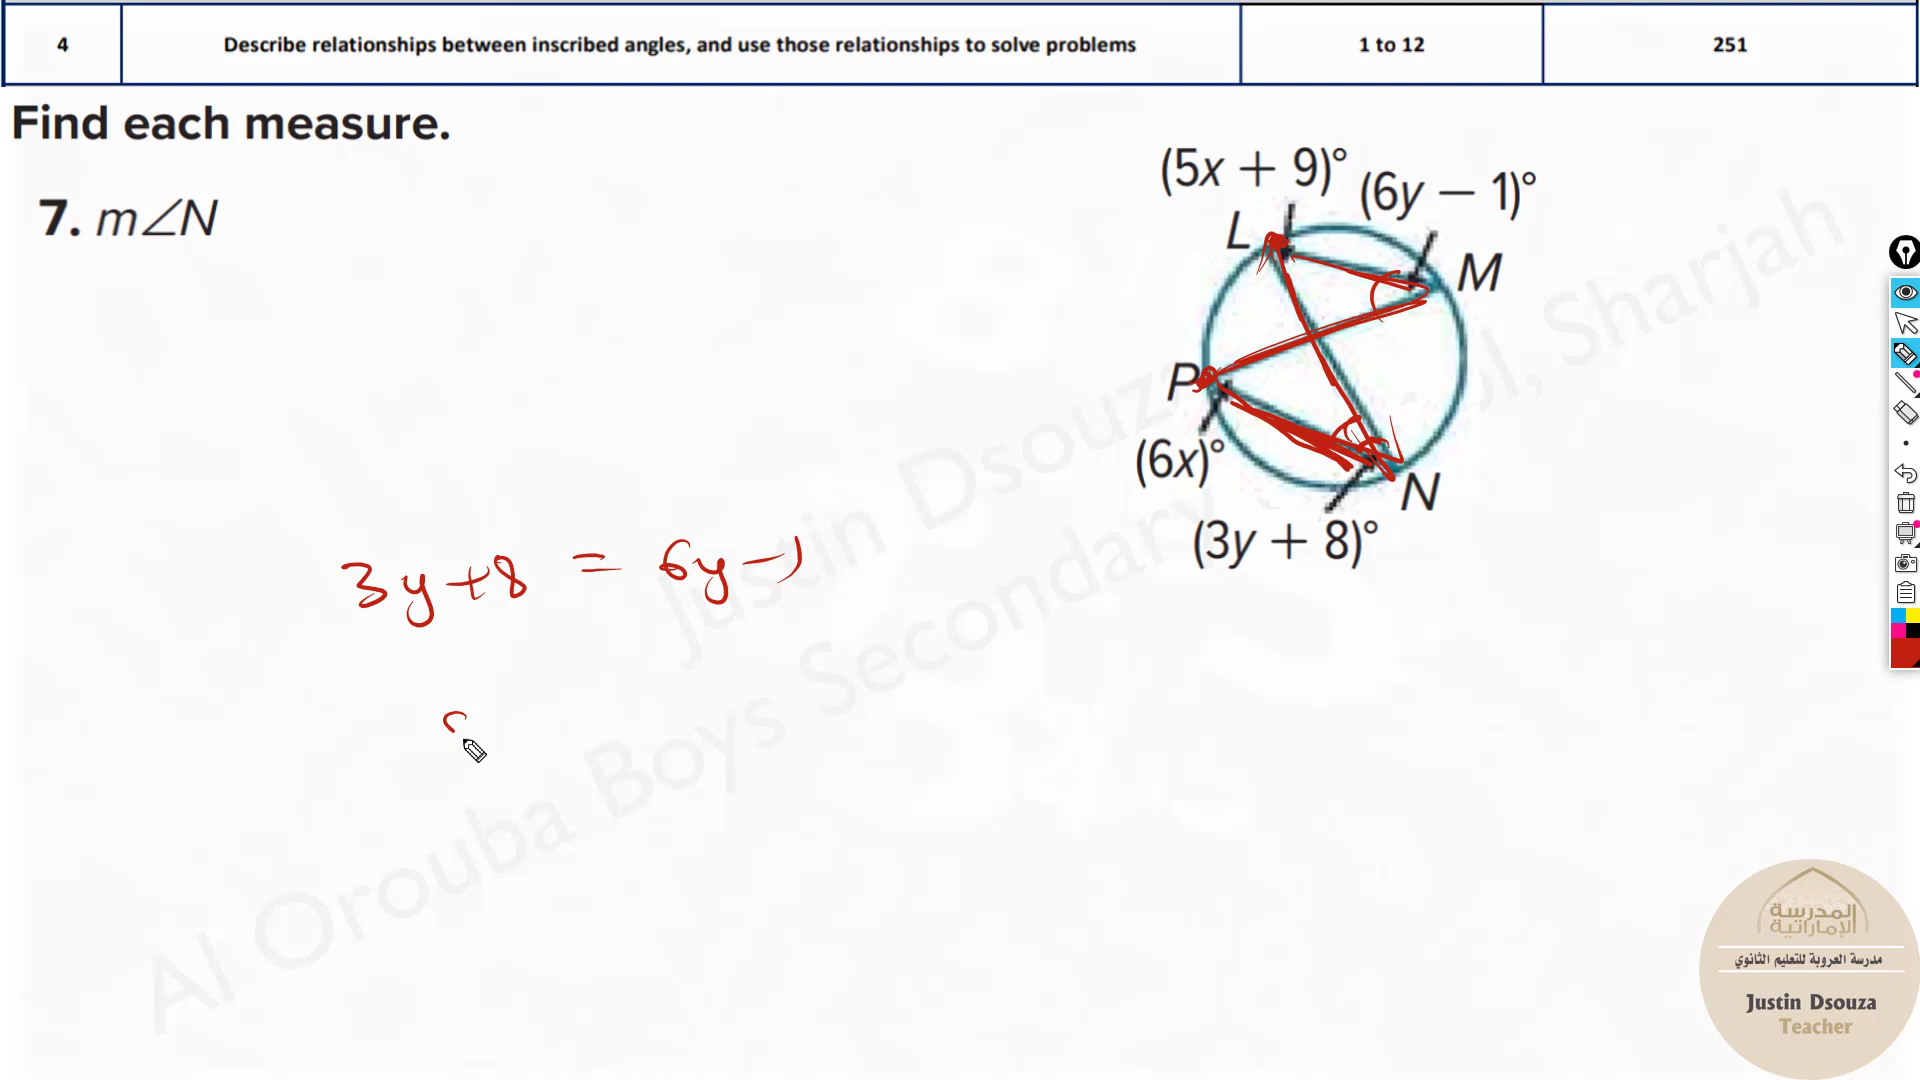 4 Describe relationships between inscribed angles, and use those relationships to solve problems 1 to 12 251
Find each measure.
7. m∠N
(5x + 9)°
(6y − 1)°
L
M
P
(6x)°
N
(3y + 8)°
3y+8 = 6y-1
Justin Dsouza
Al Orouba Boys Secondary School, Sharjah
المدرسة
الإماراتية
مدرسة العروبة للتعليم الثانوي
Justin Dsouza
Teacher